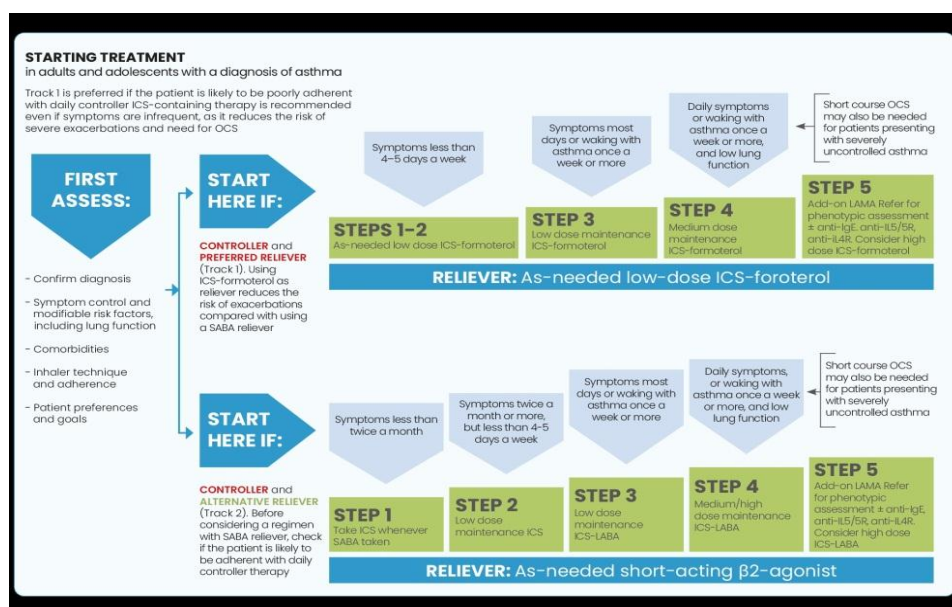 STARTING TREATMENT
in adults and adolescents with a diagnosis of asthma
Track 1 is preferred if the patient is likely to be poorly adherent
with daily controller ICS-containing therapy is recommended
even if symptoms are infrequent, as it reduces the risk of
severe exacerbations and need for OCS
FIRST
ASSESS:
- Confirm diagnosis
- Symptom control and
modifiable risk factors,
including lung function
- Comorbidities
- Inhaler technique
and adherence
- Patient preferences
and goals
START
HERE IF:
CONTROLLER and
PREFERRED RELIEVER
(Track 1). Using
ICS-formoterol as
reliever reduces the
risk of exacerbations
compared with using
a SABA reliever
Symptoms less than
4–5 days a week
Symptoms most
days or waking with
asthma once a
week or more
Daily symptoms
or waking with
asthma once a
week or more,
and low lung
function
Short course OCS
may also be needed
for patients presenting
with severely
uncontrolled asthma
STEPS 1–2
As-needed low dose ICS-formoterol
STEP 3
Low dose maintenance
ICS-formoterol
STEP 4
Medium dose
maintenance
ICS-formoterol
STEP 5
Add-on LAMA Refer for
phenotypic assessment
± anti-IgE, anti-IL5/5R,
anti-IL4R. Consider high
dose ICS-formoterol
RELIEVER: As-needed low-dose ICS-foroterol
START
HERE IF:
CONTROLLER and
ALTERNATIVE RELIEVER
(Track 2). Before
considering a regimen
with SABA reliever, check
if the patient is likely to
be adherent with daily
controller therapy
Symptoms less than
twice a month
Symptoms twice a
month or more,
but less than 4-5
days a week
Symptoms most
days or waking with
asthma once a
week or more
Daily symptoms,
or waking with
asthma once a week
or more, and low
lung function
Short course OCS
may also be needed
for patients presenting
with severely
uncontrolled asthma
STEP 1
Take ICS whenever
SABA taken
STEP 2
Low dose
maintenance ICS
STEP 3
Low dose
maintenance
ICS-LABA
STEP 4
Medium/high
dose maintenance
ICS-LABA
STEP 5
Add-on LAMA Refer
for phenotypic
assessment ± anti-IgE,
anti-IL5/5R, anti-IL4R.
Consider high dose
ICS-LABA
RELIEVER: As-needed short-acting β2-agonist